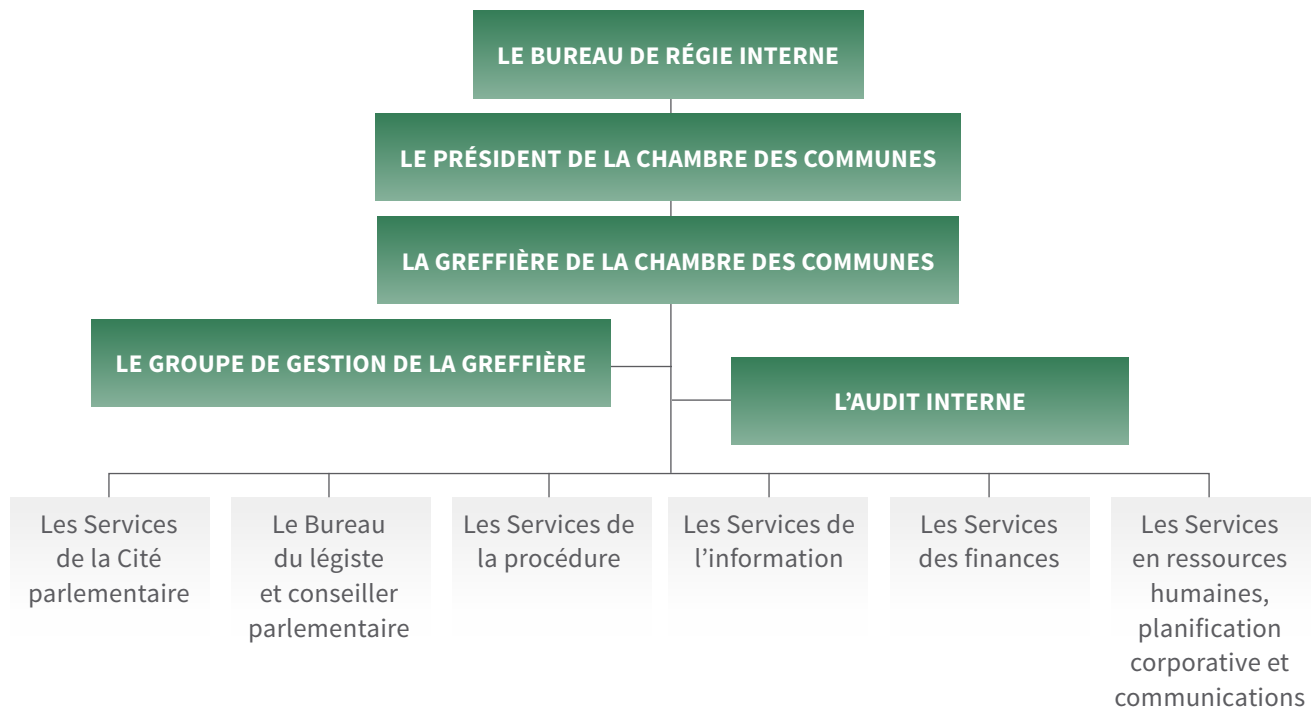 LE BUREAU DE RÉGIE INTERNE
LE PRÉSIDENT DE LA CHAMBRE DES COMMUNES
LA GREFFIÈRE DE LA CHAMBRE DES COMMUNES
LE GROUPE DE GESTION DE LA GREFFIÈRE
L’AUDIT INTERNE
Les Services
de la Cité
parlementaire
Le Bureau
du légiste
et conseiller
parlementaire
Les Services de
la procédure
Les Services de
l’information
Les Services
des finances
Les Services
en ressources
humaines,
planification
corporative et
communications